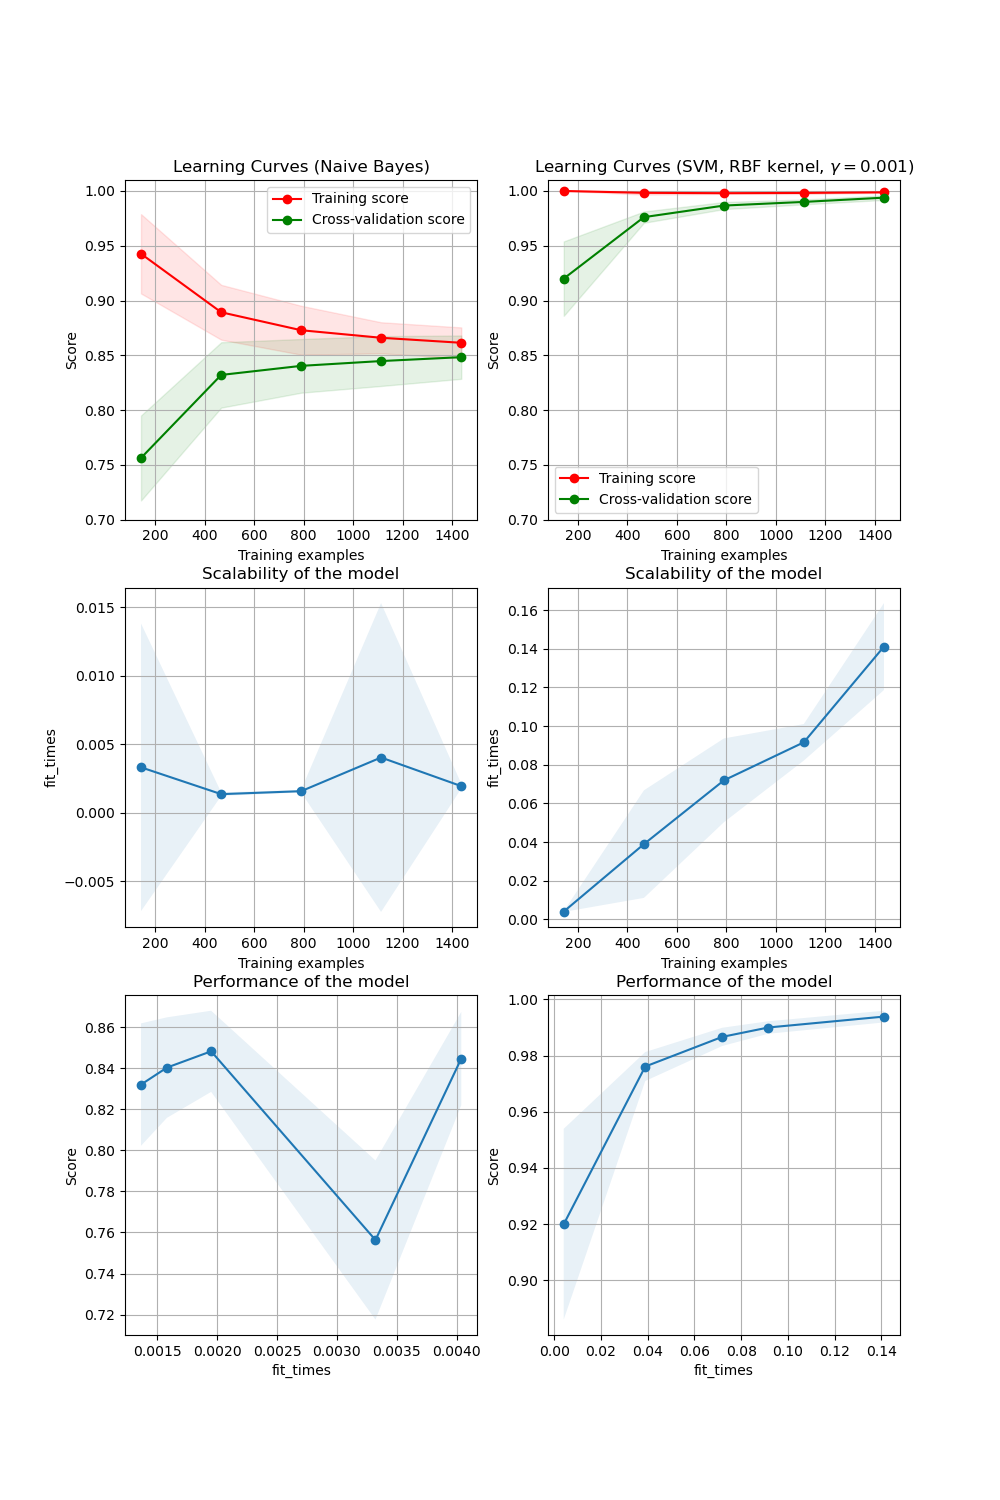 Learning Curves (Naive Bayes)
1.00
0.95
0.90
0.85
0.80
0.75
0.70
Score
Training score
Cross-validation score
200 400 600 800 1000 1200 1400
Training examples
Learning Curves (SVM, RBF kernel, γ = 0.001)
1.00
0.95
0.90
0.85
0.80
0.75
0.70
Score
Training score
Cross-validation score
200 400 600 800 1000 1200 1400
Training examples
Scalability of the model
0.015
0.010
0.005
0.000
−0.005
fit_times
200 400 600 800 1000 1200 1400
Training examples
Scalability of the model
0.16
0.14
0.12
0.10
0.08
0.06
0.04
0.02
0.00
fit_times
200 400 600 800 1000 1200 1400
Training examples
Performance of the model
0.86
0.84
0.82
0.80
0.78
0.76
0.74
0.72
Score
0.0015 0.0020 0.0025 0.0030 0.0035 0.0040
fit_times
Performance of the model
1.00
0.98
0.96
0.94
0.92
0.90
Score
0.00 0.02 0.04 0.06 0.08 0.10 0.12 0.14
fit_times